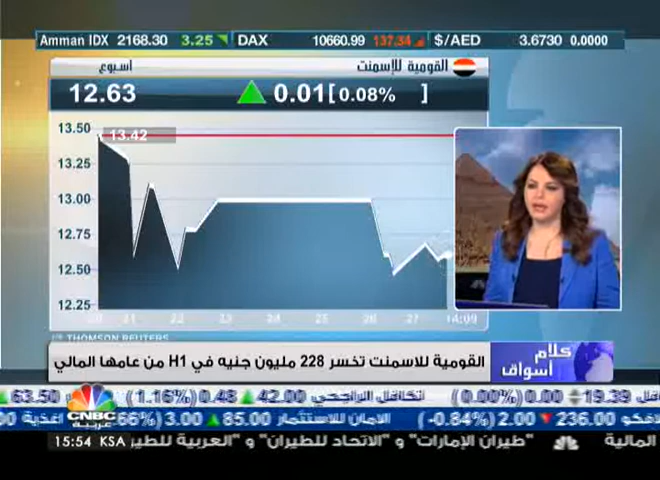 Amman IDX 2168.30 3.25 DAX 10660.99 137.34 $/AED 3.6730 0.0000
القومية للإسمنت
اسبوع
12.63 0.01[0.08% ]
13.50
13.42
13.25
13.00
12.75
12.50
12.25
21 22 23 24 25 26 27 14:09
THOMSON REUTERS
كلام أسواق
القومية للاسمنت تخسر 228 مليون جنيه في H1 من عامها المالي
19.39 0.00 (0.00%) اتكافل الراجحي 42.00 0.48 (1.16%) 63.50
236.00 2.00 (-0.84%) الامان للاستثمار 85.00 3.00
CNBC
عربية
15:54 KSA
المالية "طيران الإمارات" و "الاتحاد للطيران" و "العربية للطير